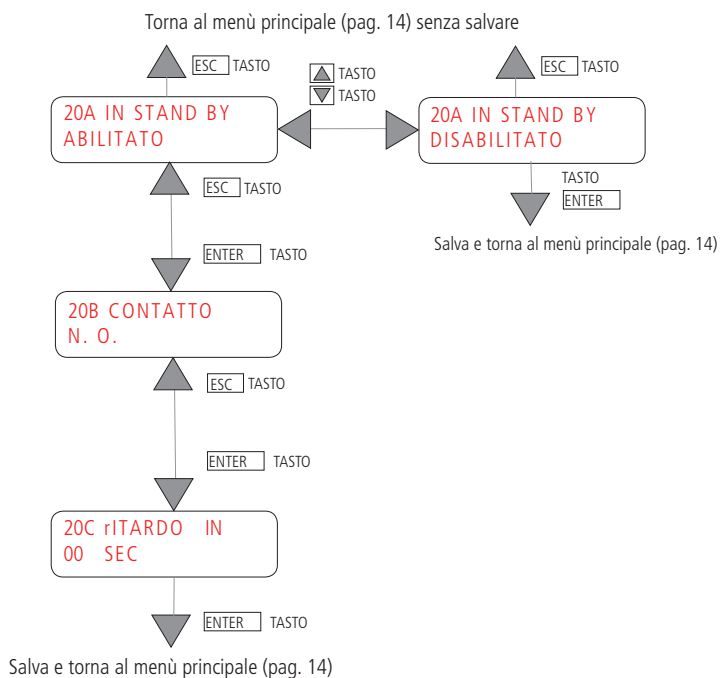 Torna al menù principale (pag. 14) senza salvare
ESC TASTO
TASTO
TASTO
ESC TASTO
20A IN STAND BY
ABILITATO
20A IN STAND BY
DISABILITATO
TASTO
ENTER
Salva e torna al menù principale (pag. 14)
ESC TASTO
ENTER TASTO
20B CONTATTO
N. O.
ESC TASTO
ENTER TASTO
20C rITARDO IN
00 SEC
ENTER TASTO
Salva e torna al menù principale (pag. 14)